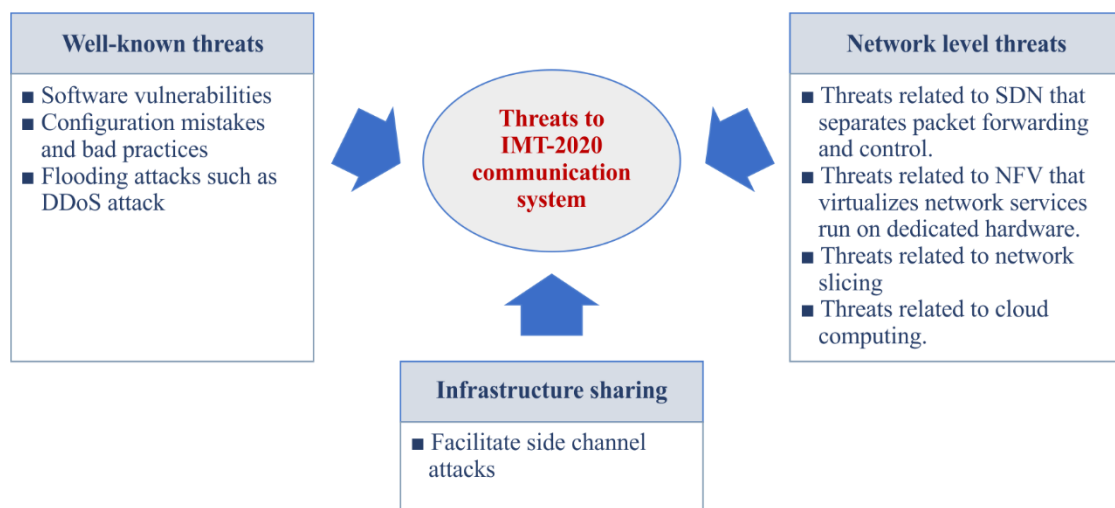 Well-known threats
■ Software vulnerabilities
■ Configuration mistakes
and bad practices
■ Flooding attacks such as
DDoS attack
Threats to
IMT-2020
communication
system
Network level threats
■ Threats related to SDN that
separates packet forwarding
and control.
■ Threats related to NFV that
virtualizes network services
run on dedicated hardware.
■ Threats related to network
slicing
■ Threats related to cloud
computing.
Infrastructure sharing
■ Facilitate side channel
attacks